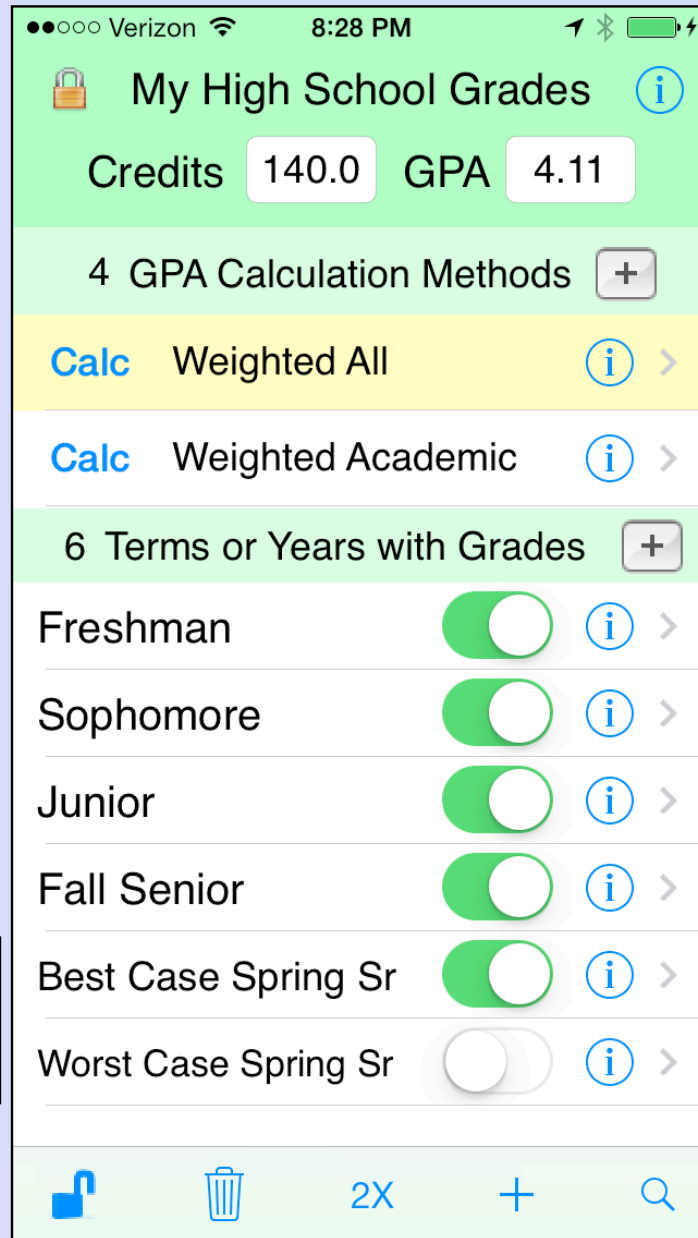 Verizon 8:28 PM
My High School Grades i
Credits 140.0 GPA 4.11
4 GPA Calculation Methods +
Calc Weighted All i
Calc Weighted Academic i
6 Terms or Years with Grades +
Freshman i
Sophomore i
Junior i
Fall Senior i
Best Case Spring Sr i
Worst Case Spring Sr i
2X +